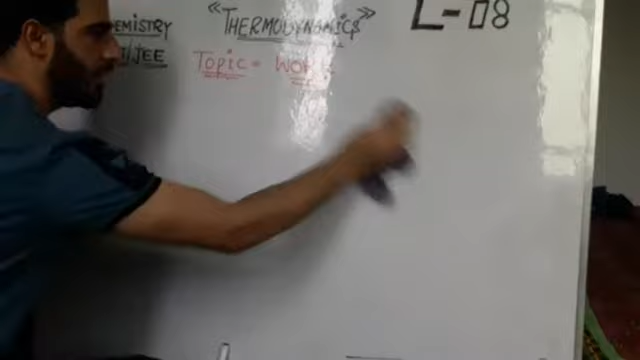 EMISTRY «THERMODYNAMICS» L-08
/JEE Topic = WORK